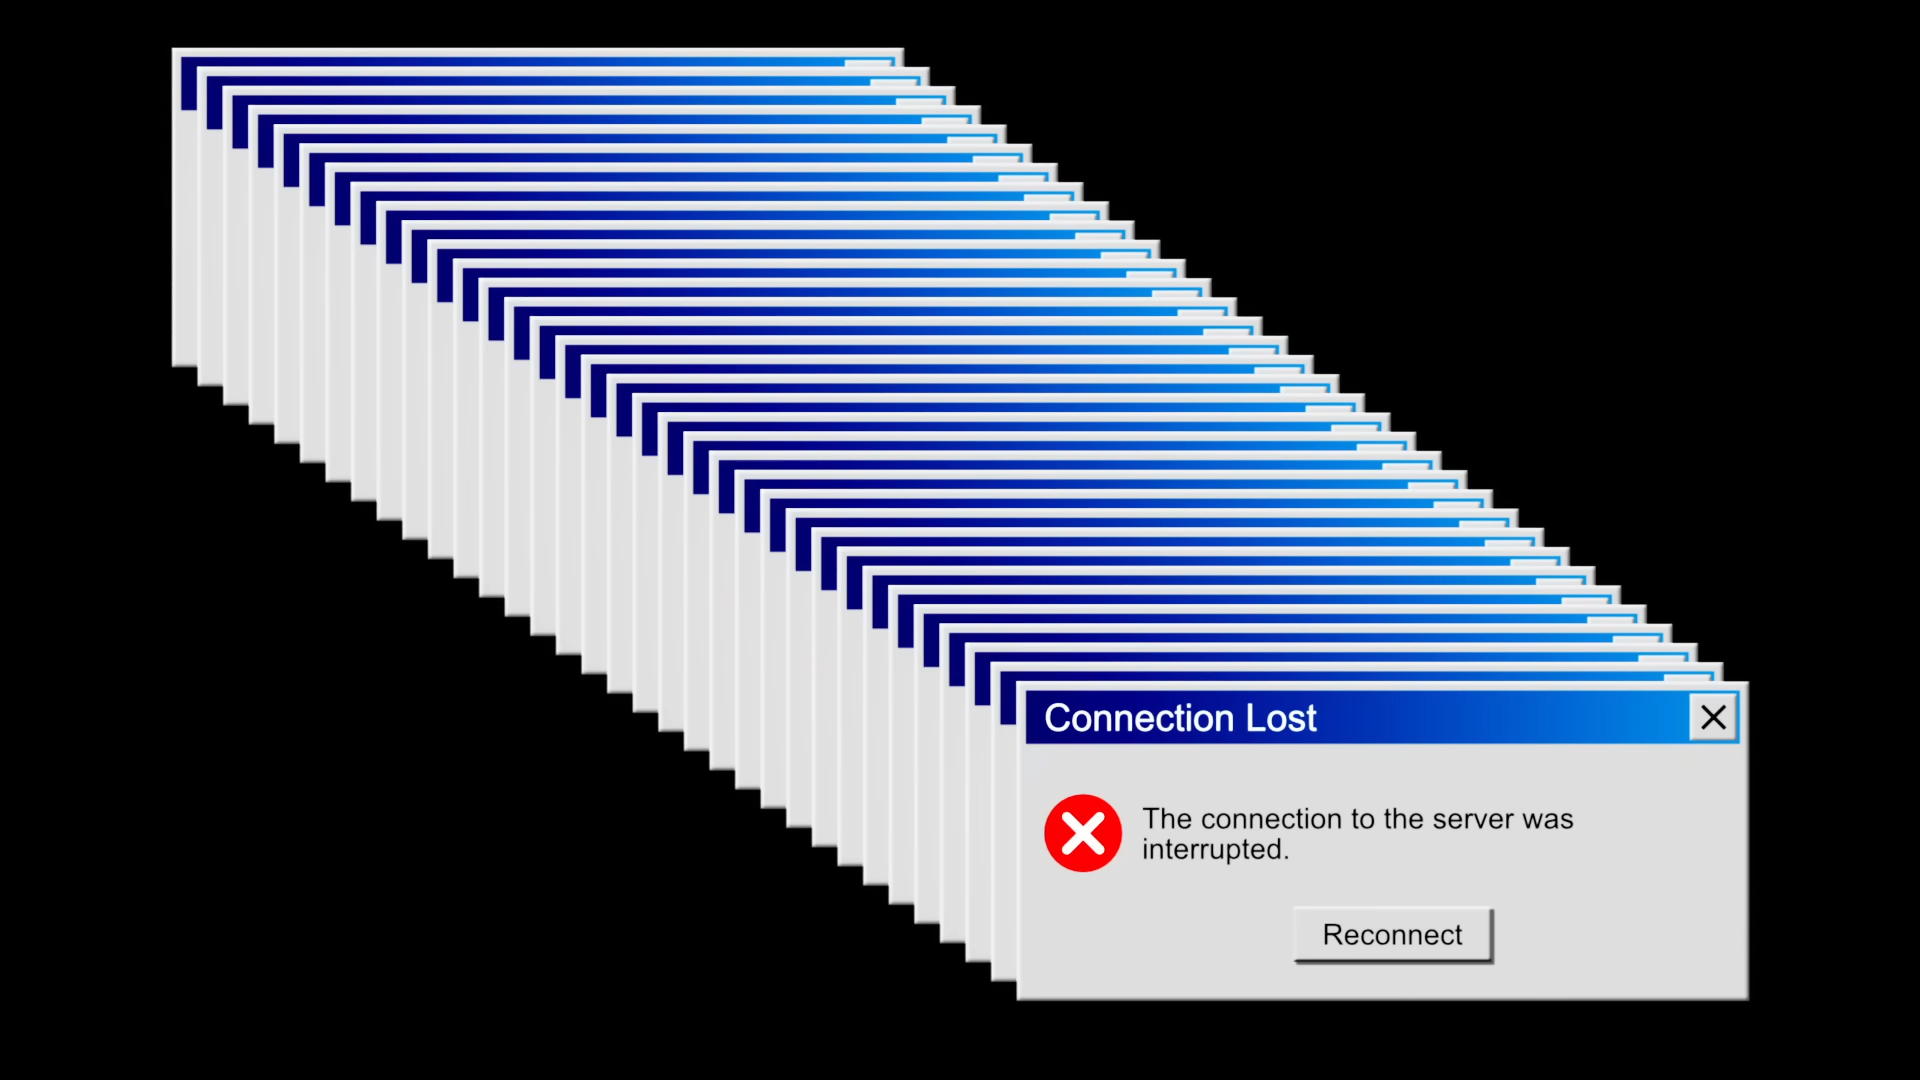 Connection Lost
The connection to the server was
interrupted.
Reconnect